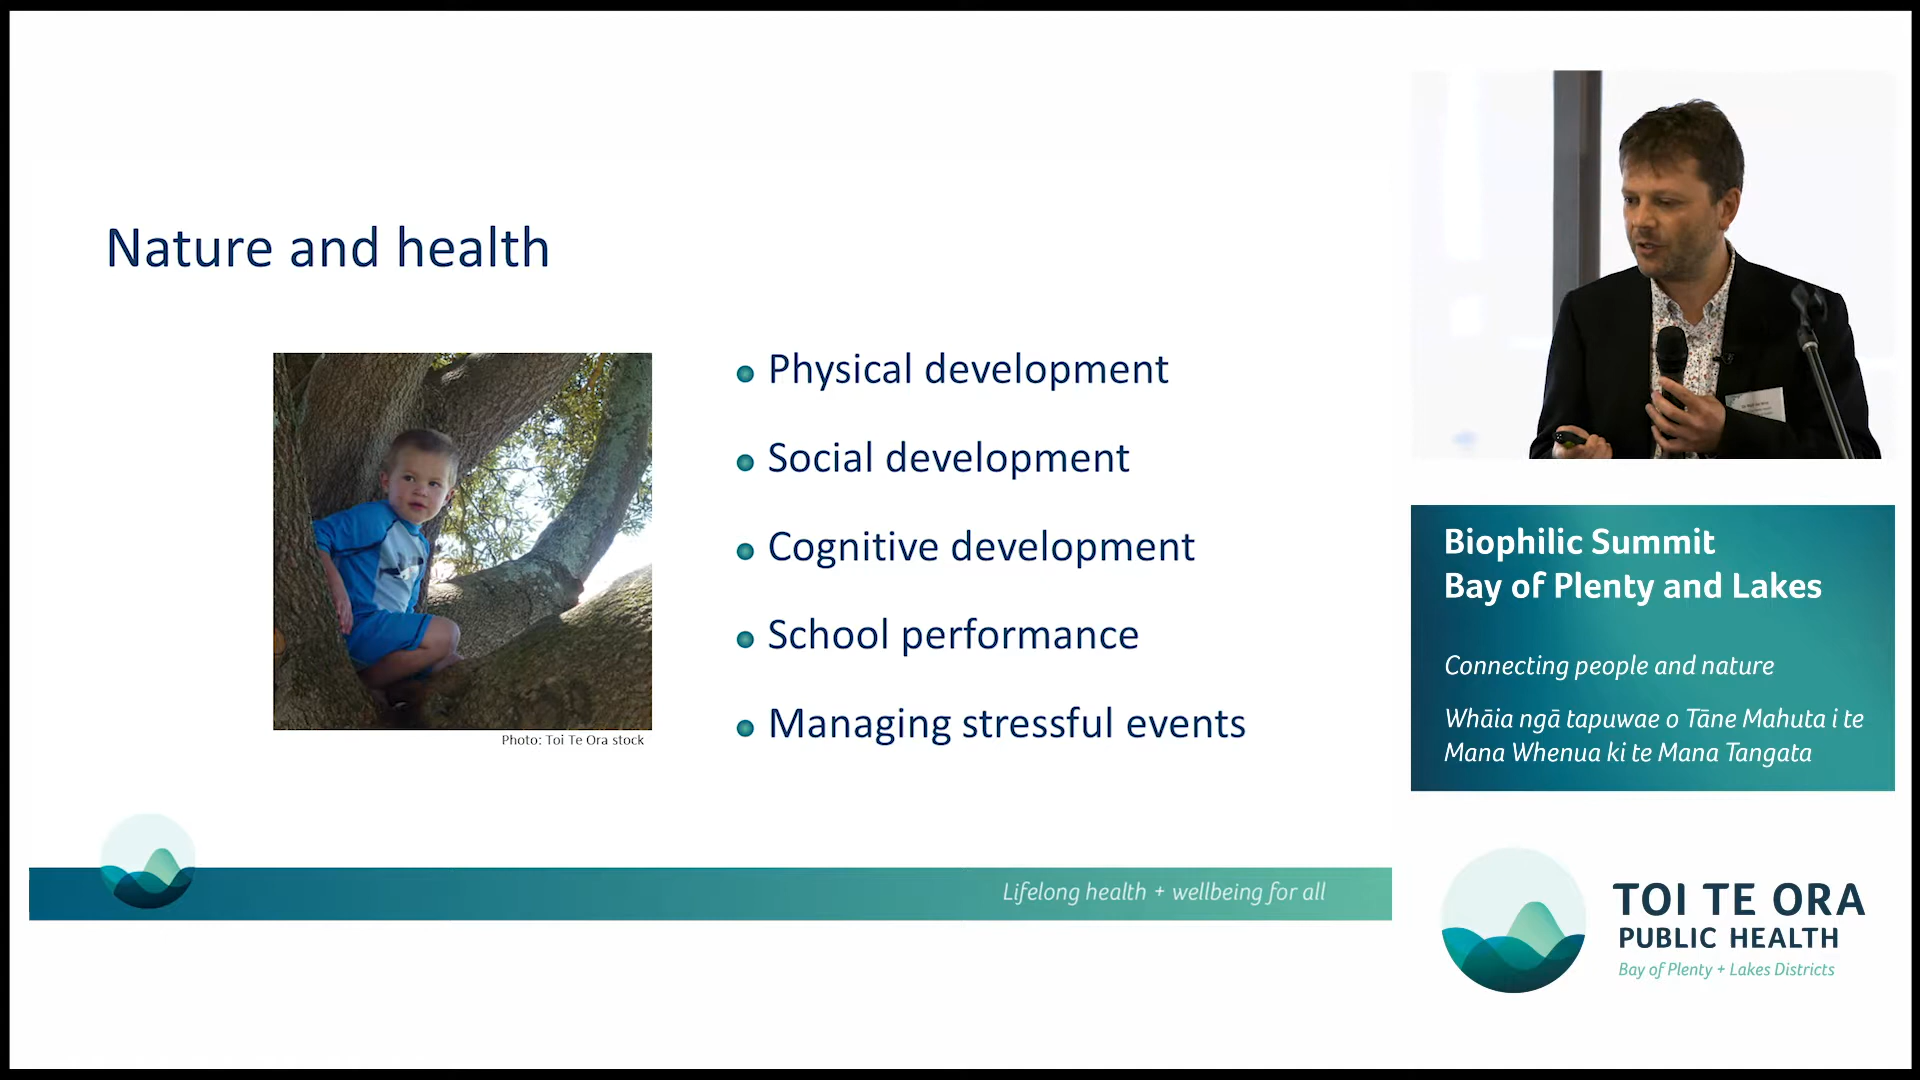 Nature and health
Physical development
Social development
Cognitive development
School performance
Managing stressful events
Photo: Toi Te Ora stock
Lifelong health + wellbeing for all
Biophilic Summit
Bay of Plenty and Lakes
Connecting people and nature
Whāia ngā tapuwae o Tāne Mahuta i te
Mana Whenua ki te Mana Tangata
TOI TE ORA
PUBLIC HEALTH
Bay of Plenty + Lakes Districts